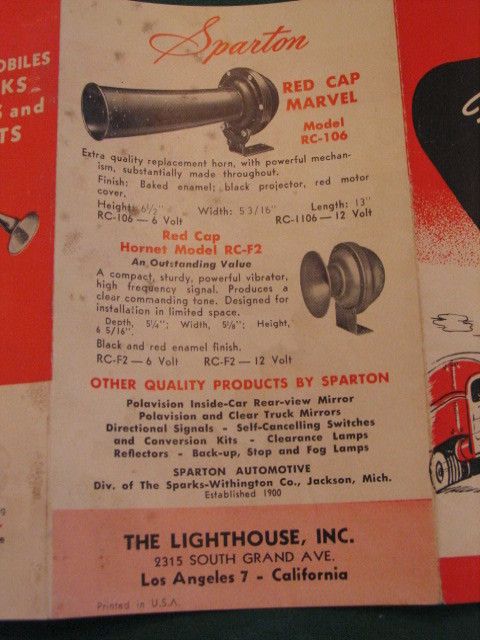 Sparton
RED CAP
MARVEL
Model
RC-106
Extra quality replacement horn, with powerful mechan-
ism, substantially made throughout.
Finish: Baked enamel; black projector, red motor
cover.
Height: 6½" Width: 5 3/16" Length: 13"
RC-106 — 6 Volt RC-1106 — 12 Volt
Red Cap
Hornet Model RC-F2
An Outstanding Value
A compact, sturdy, powerful vibrator.
high frequency signal. Produces a
clear commanding tone. Designed for
installation in limited space.
Depth, 5¼"; Width, 5⅛"; Height,
6 5/16".
Black and red enamel finish.
RC-F2 — 6 Volt RC-F2 — 12 Volt
OTHER QUALITY PRODUCTS BY SPARTON
Polavision Inside-Car Rear-view Mirror
Polavision and Clear Truck Mirrors
Directional Signals - Self-Cancelling Switches
and Conversion Kits - Clearance Lamps
Reflectors - Back-up, Stop and Fog Lamps
SPARTON AUTOMOTIVE
Div. of The Sparks-Withington Co., Jackson, Mich.
Established 1900
THE LIGHTHOUSE, INC.
2315 SOUTH GRAND AVE.
Los Angeles 7 - California
Printed in U.S.A.
OBILES
KS
and
TS